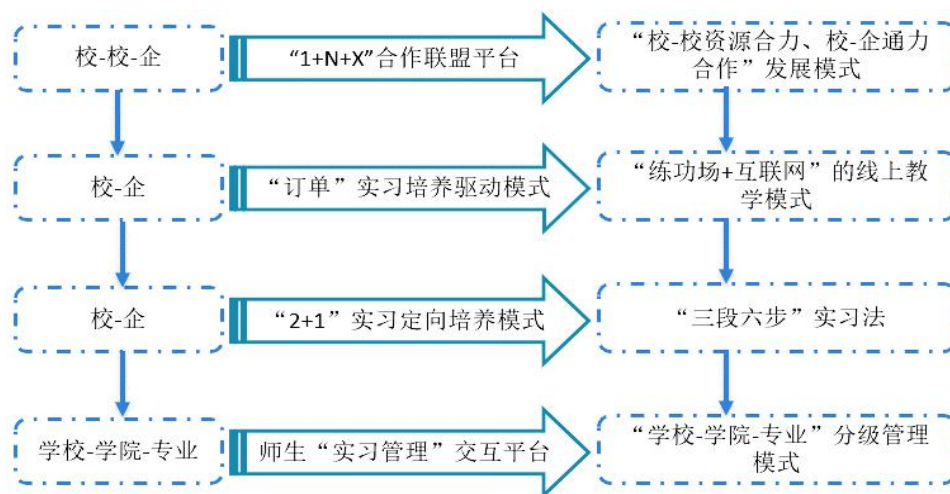 校-校-企
“1+N+X”合作联盟平台
“校-校资源合力、校-企通力
合作”发展模式
校-企
“订单”实习培养驱动模式
“练功场+互联网”的线上教
学模式
校-企
“2+1”实习定向培养模式
“三段六步”实习法
学校-学院-专业
师生“实习管理”交互平台
“学校-学院-专业”分级管理
模式